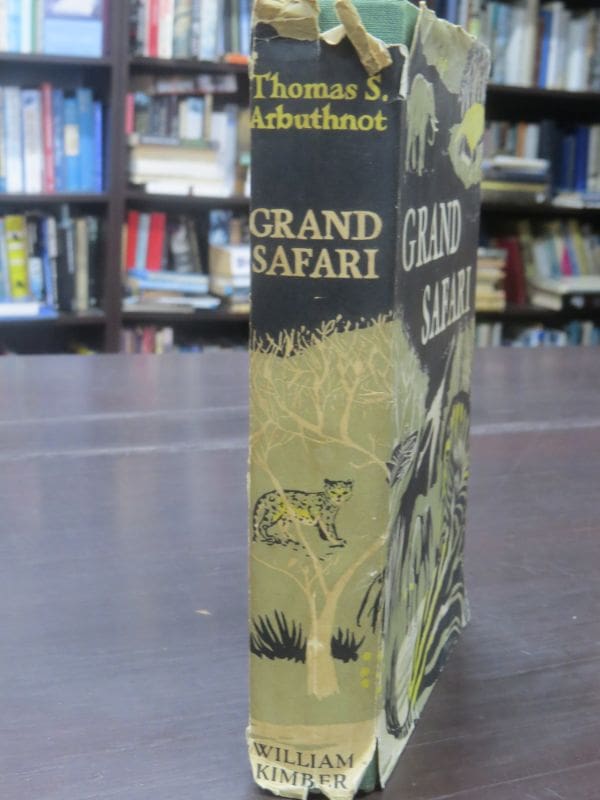 Thomas S.
Arbuthnot
GRAND
SAFARI
WILLIAM
KIMBER
GRAND
SAFARI